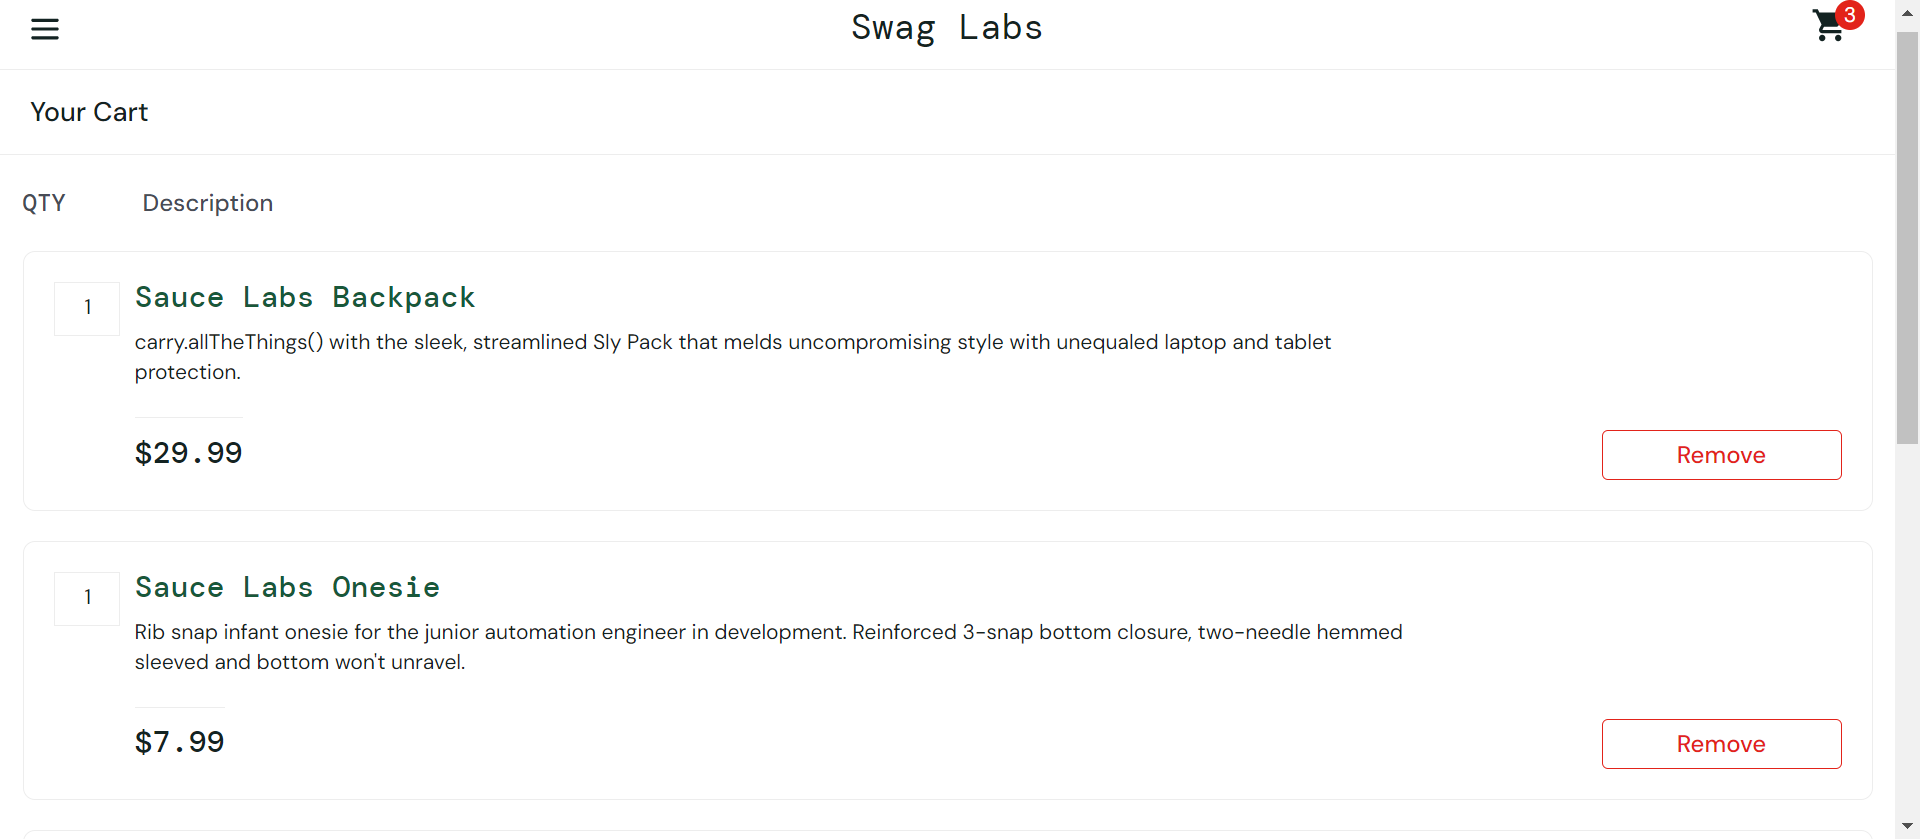 Swag Labs
3
Your Cart
QTY Description
1 Sauce Labs Backpack
carry.allTheThings() with the sleek, streamlined Sly Pack that melds uncompromising style with unequaled laptop and tablet
protection.
$29.99 Remove
1 Sauce Labs Onesie
Rib snap infant onesie for the junior automation engineer in development. Reinforced 3-snap bottom closure, two-needle hemmed
sleeved and bottom won't unravel.
$7.99 Remove